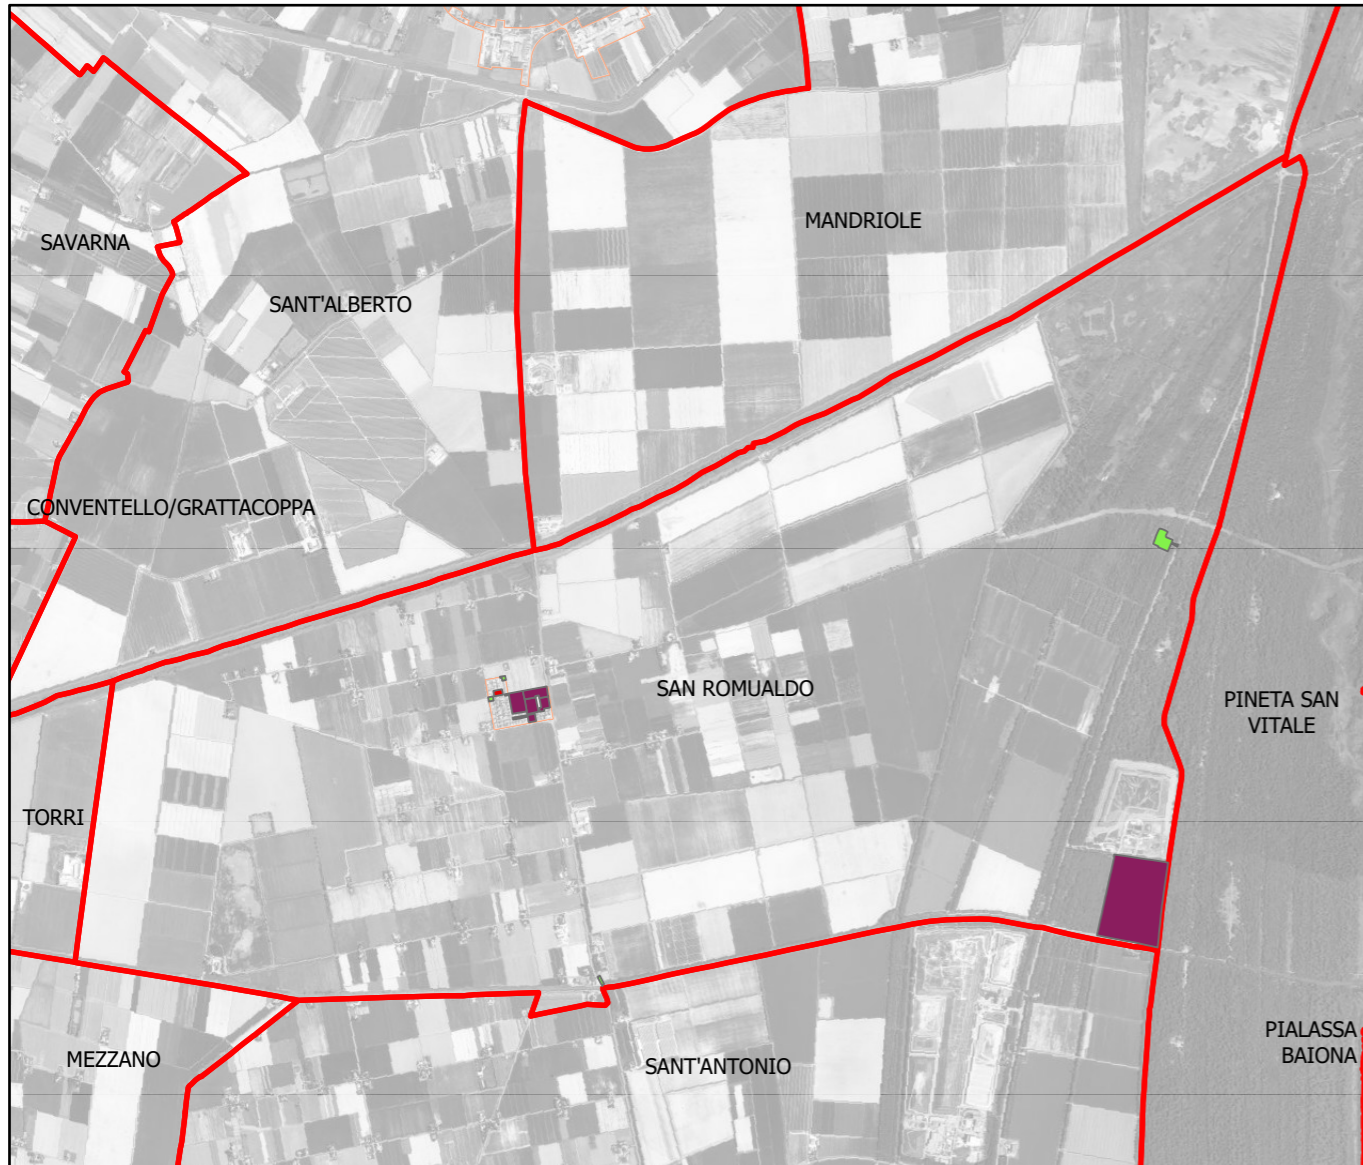 MANDRIOLE
SAVARNA
SANT'ALBERTO
CONVENTELLO/GRATTACOPPA
SAN ROMUALDO
PINETA SAN
VITALE
TORRI
PIALASSA
BAIONA
MEZZANO
SANT'ANTONIO